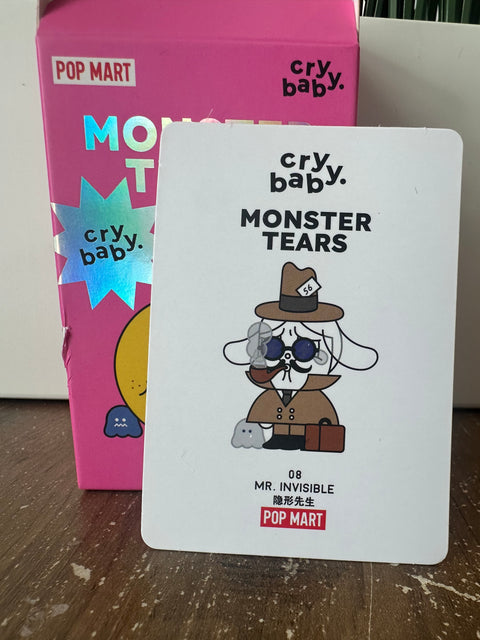 POP MART
cry
baby.
MO
T
cry
baby.
cry
baby.
MONSTER
TEARS
56
08
MR. INVISIBLE
隐形先生
POP MART